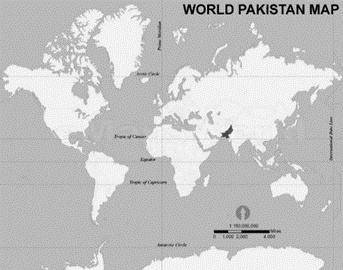 WORLD PAKISTAN MAP
Prime Meridian
Arctic Circle
Tropic of Cancer
Equator
Tropic of Capricorn
International Date Line
1:150,000,000
Miles
0 1,000 2,000 4,000
Antarctic Circle